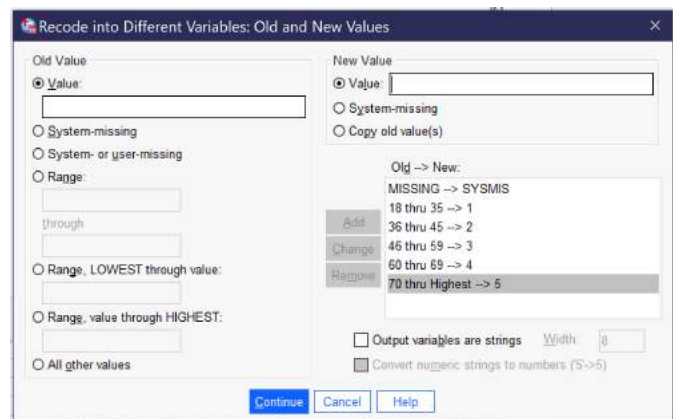 Recode into Different Variables: Old and New Values
Old Value
Value:
System-missing
System- or user-missing
Range:
through
Range, LOWEST through value:
Range, value through HIGHEST:
All other values
New Value
Value:
System-missing
Copy old value(s)
Old --> New:
MISSING --> SYSMIS
18 thru 35 --> 1
36 thru 45 --> 2
46 thru 59 --> 3
60 thru 69 --> 4
70 thru Highest --> 5
Add
Change
Remove
Output variables are strings Width: 8
Convert numeric strings to numbers ('5'->5)
Continue Cancel Help